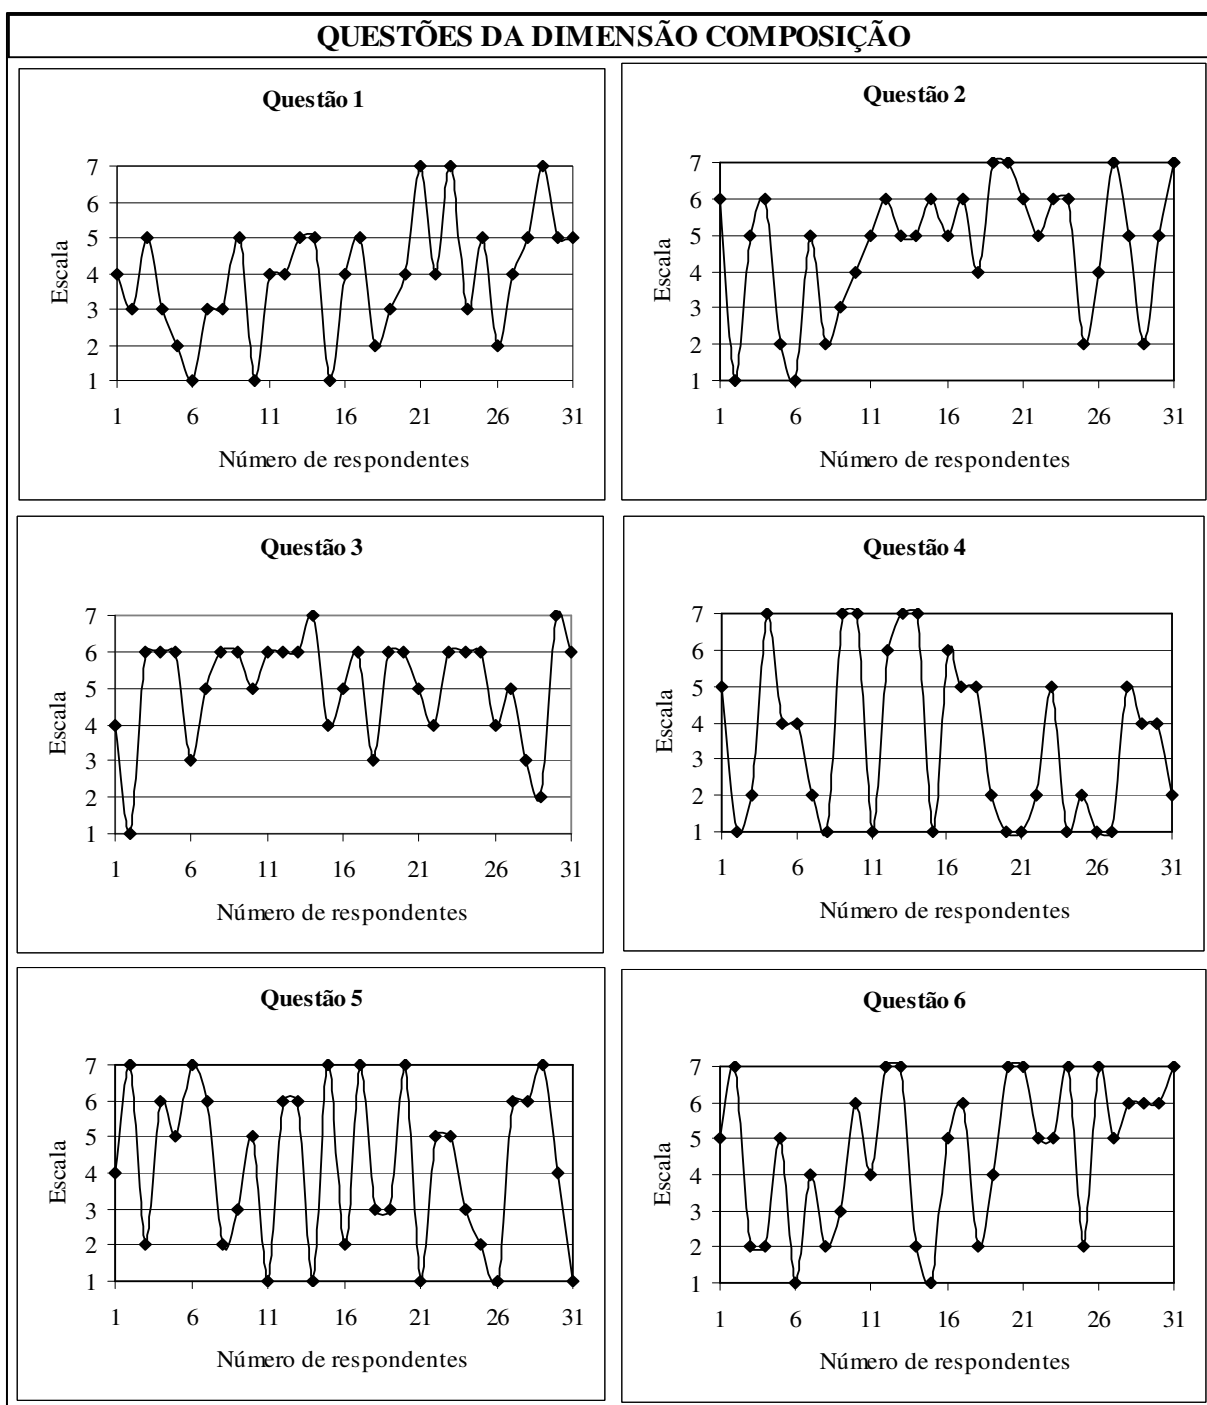 QUESTÕES DA DIMENSÃO COMPOSIÇÃO
Questão 1
7
6
5
4
3
2
1
Escala
1 6 11 16 21 26 31
Número de respondentes
Questão 2
7
6
5
4
3
2
1
Escala
1 6 11 16 21 26 31
Número de respondentes
Questão 3
7
6
5
4
3
2
1
Escala
1 6 11 16 21 26 31
Número de respondentes
Questão 4
7
6
5
4
3
2
1
Escala
1 6 11 16 21 26 31
Número de respondentes
Questão 5
7
6
5
4
3
2
1
Escala
1 6 11 16 21 26 31
Número de respondentes
Questão 6
7
6
5
4
3
2
1
Escala
1 6 11 16 21 26 31
Número de respondentes